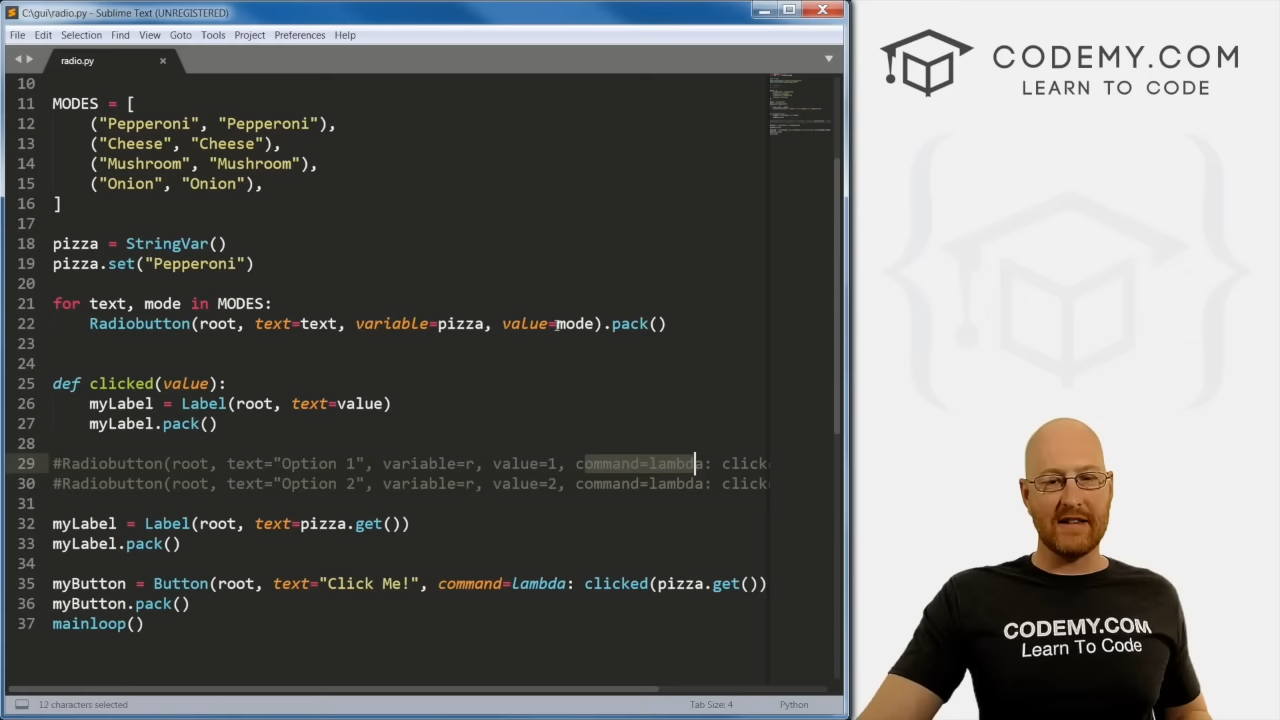 C:\gui\radio.py - Sublime Text (UNREGISTERED)
File Edit Selection Find View Goto Tools Project Preferences Help
radio.py
10
11 MODES = [
12 ("Pepperoni", "Pepperoni"),
13 ("Cheese", "Cheese"),
14 ("Mushroom", "Mushroom"),
15 ("Onion", "Onion"),
16 ]
17
18 pizza = StringVar()
19 pizza.set("Pepperoni")
20
21 for text, mode in MODES:
22 Radiobutton(root, text=text, variable=pizza, value=mode).pack()
23
24
25 def clicked(value):
26 myLabel = Label(root, text=value)
27 myLabel.pack()
28
29 #Radiobutton(root, text="Option 1", variable=r, value=1, command=lambda: click
30 #Radiobutton(root, text="Option 2", variable=r, value=2, command=lambda: click
31
32 myLabel = Label(root, text=pizza.get())
33 myLabel.pack()
34
35 myButton = Button(root, text="Click Me!", command=lambda: clicked(pizza.get())
36 myButton.pack()
37 mainloop()
12 characters selected
Tab Size: 4
Python
CODEMY.COM
LEARN TO CODE
CODEMY.COM
Learn To Code